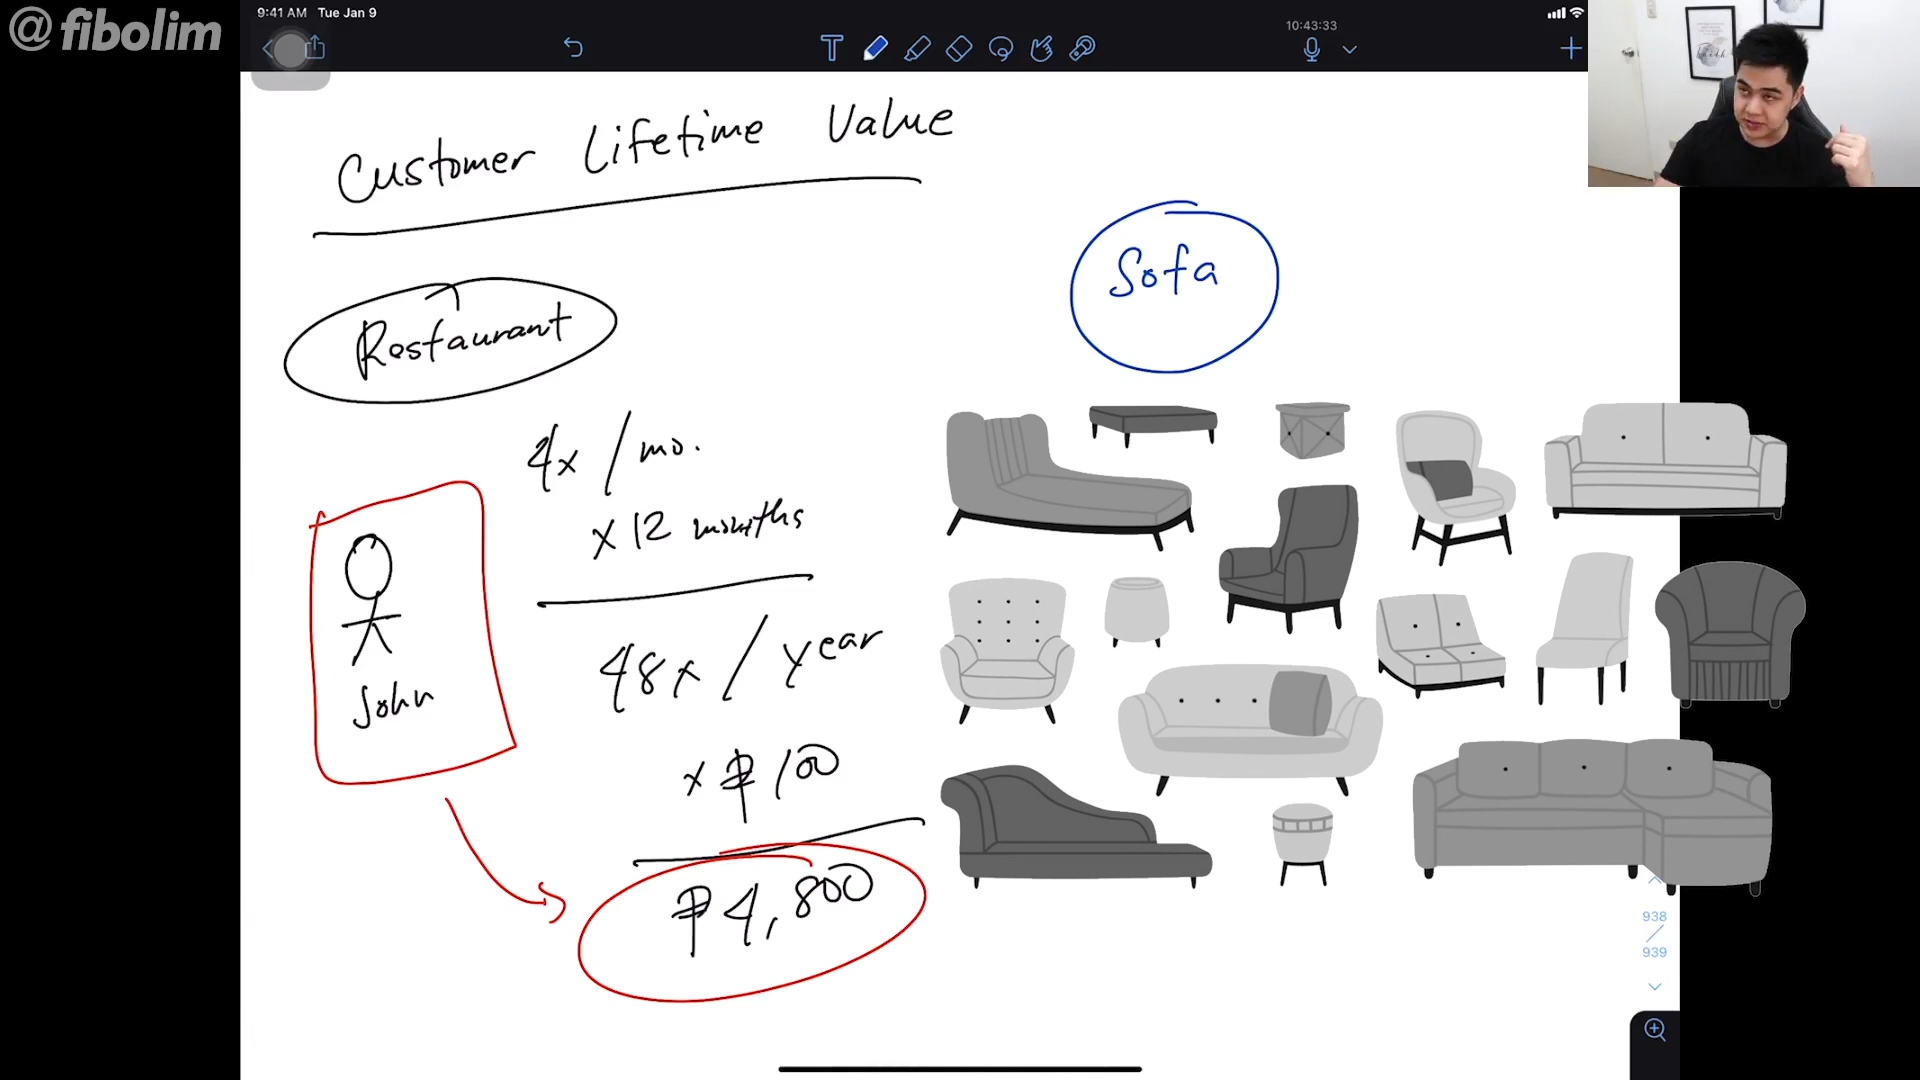 @fibolim
9:41 AM Tue Jan 9
10:43:33
Customer Lifetime Value
Restaurant
Sofa
4x / mo.
x 12 months
48x / year
John
x ₱100
₱4,800
938
939